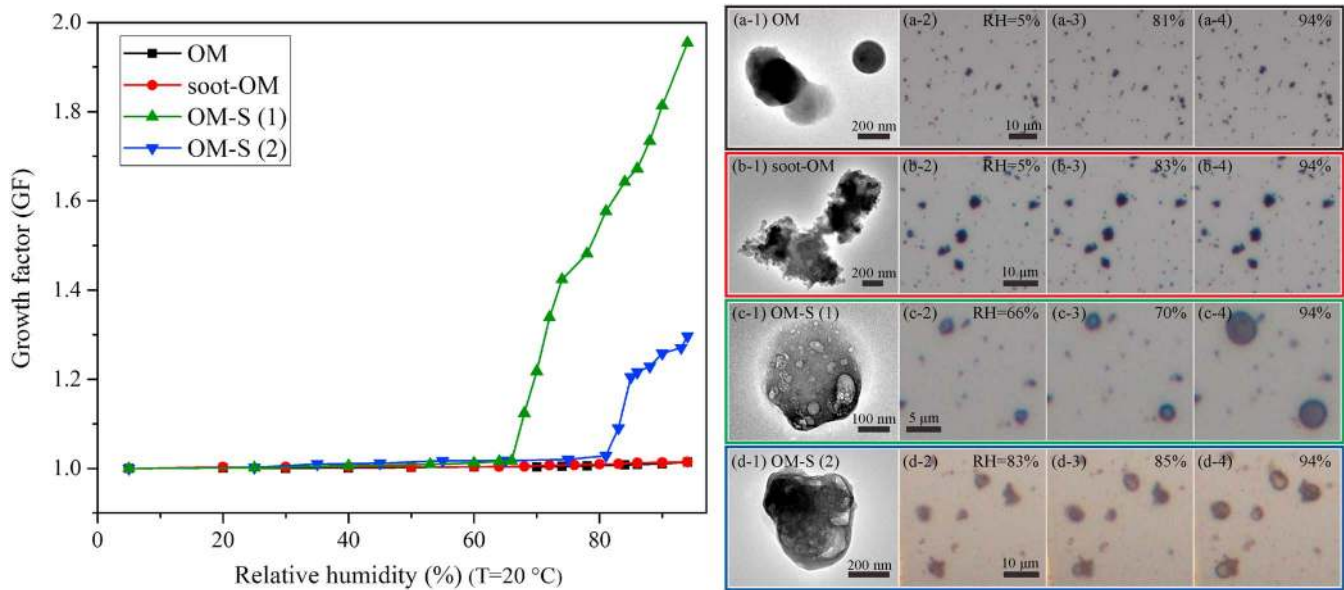 2.0
1.8
1.6
1.4
1.2
1.0
Growth factor (GF)
OM
soot-OM
OM-S (1)
OM-S (2)
0
20
40
60
80
Relative humidity (%) (T=20 °C)
(a-1) OM
200 nm
(a-2) RH=5%
10 μm
(a-3) 81%
(a-4) 94%
(b-1) soot-OM
200 nm
(b-2) RH=5%
10 μm
(b-3) 83%
(b-4) 94%
(c-1) OM-S (1)
100 nm
(c-2) RH=66%
5 μm
(c-3) 70%
(c-4) 94%
(d-1) OM-S (2)
200 nm
(d-2) RH=83%
10 μm
(d-3) 85%
(d-4) 94%